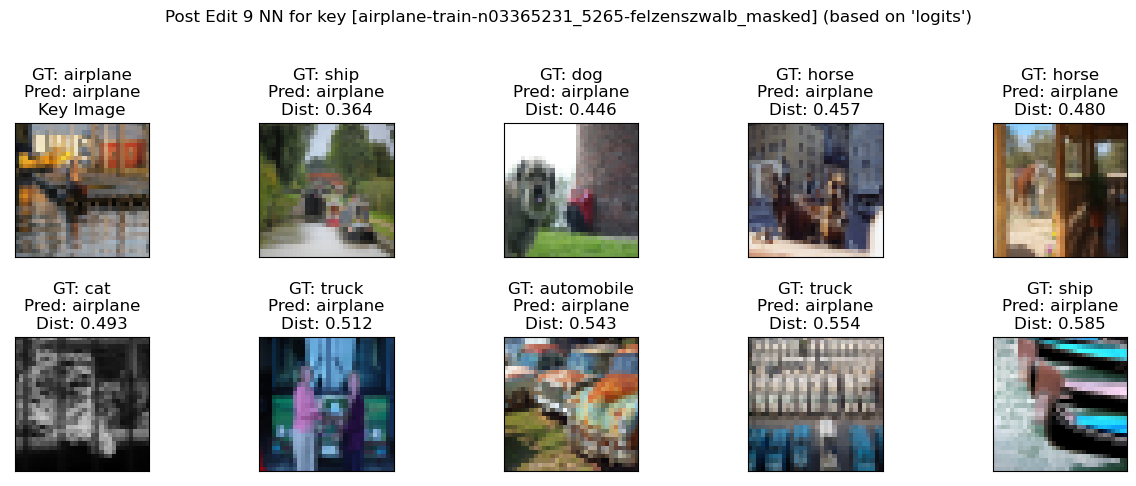 Post Edit 9 NN for key [airplane-train-n03365231_5265-felzenszwalb_masked] (based on 'logits')
GT: airplane
Pred: airplane
Key Image
GT: ship
Pred: airplane
Dist: 0.364
GT: dog
Pred: airplane
Dist: 0.446
GT: horse
Pred: airplane
Dist: 0.457
GT: horse
Pred: airplane
Dist: 0.480
GT: cat
Pred: airplane
Dist: 0.493
GT: truck
Pred: airplane
Dist: 0.512
GT: automobile
Pred: airplane
Dist: 0.543
GT: truck
Pred: airplane
Dist: 0.554
GT: ship
Pred: airplane
Dist: 0.585